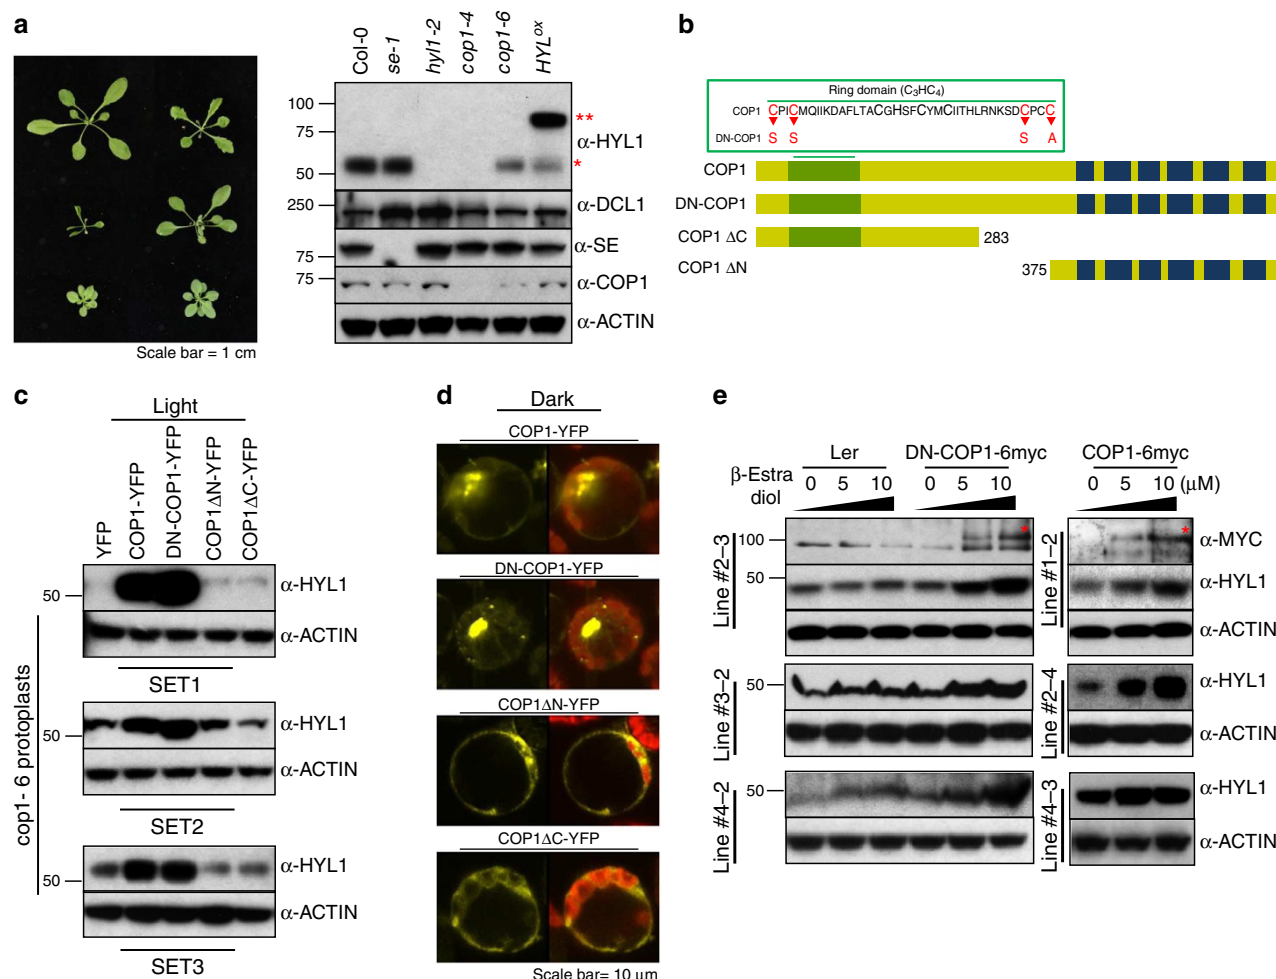 a
Col-0
se-1
hyl1-2
cop1-4
cop1-6
HYLox
100
75
50
250
75
75
**
α-HYL1
*
α-DCL1
α-SE
α-COP1
α-ACTIN
Scale bar = 1 cm
b
Ring domain (C3HC4)
COP1 CPICMQIIKDAFLTACGHSFCYMCIITHLRNKSDCPCC
DN-COP1 S S S A
COP1
DN-COP1
COP1 ΔC 283
COP1 ΔN 375
c
Light
YFP
COP1-YFP
DN-COP1-YFP
COP1ΔN-YFP
COP1ΔC-YFP
cop1- 6 protoplasts
50 α-HYL1
α-ACTIN
SET1
50 α-HYL1
α-ACTIN
SET2
50 α-HYL1
α-ACTIN
SET3
d
Dark
COP1-YFP
DN-COP1-YFP
COP1ΔN-YFP
COP1ΔC-YFP
Scale bar= 10 µm
e
Ler DN-COP1-6myc COP1-6myc
β-Estra
diol
0 5 10 0 5 10 0 5 10 (µM)
Line #2–3
100
50
*
Line #1–2
*
α-MYC
α-HYL1
α-ACTIN
Line #3–2
50
Line #2–4
α-HYL1
α-ACTIN
Line #4–2
50
Line #4–3
α-HYL1
α-ACTIN